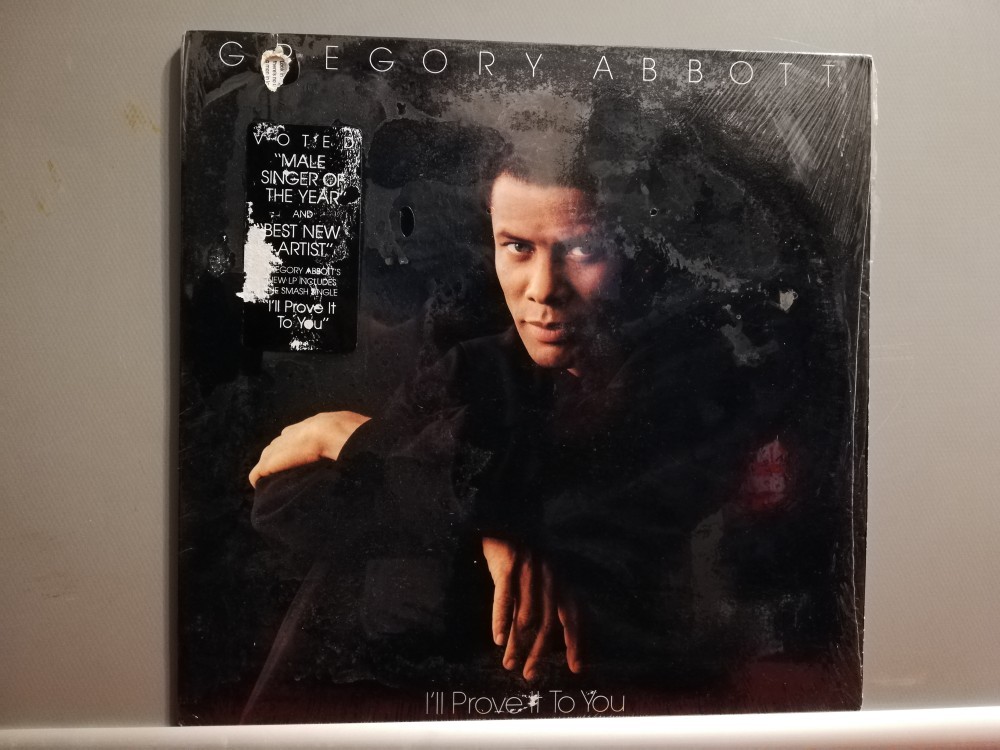 GREGORY ABBOTT
VOTED
"MALE
SINGER OF
THE YEAR"
AND
"BEST NEW
ARTIST"
GREGORY ABBOTT'S
NEW LP INCLUDES
THE SMASH SINGLE
"I'll Prove It
To You"
I'll Prove It To You